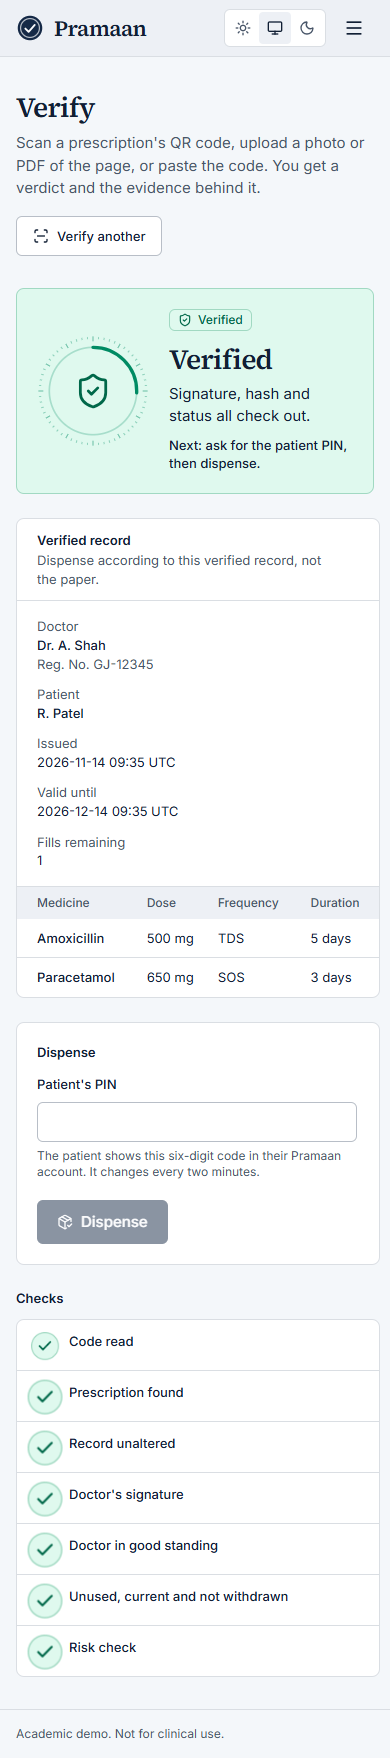 Pramaan
Verify
Scan a prescription's QR code, upload a photo or
PDF of the page, or paste the code. You get a
verdict and the evidence behind it.
Verify another
Verified
Verified
Signature, hash and
status all check out.
Next: ask for the patient PIN,
then dispense.
Verified record
Dispense according to this verified record, not
the paper.
Doctor
Dr. A. Shah
Reg. No. GJ-12345
Patient
R. Patel
Issued
2026-11-14 09:35 UTC
Valid until
2026-12-14 09:35 UTC
Fills remaining
1
Medicine Dose Frequency Duration
Amoxicillin 500 mg TDS 5 days
Paracetamol 650 mg SOS 3 days
Dispense
Patient's PIN
The patient shows this six-digit code in their Pramaan
account. It changes every two minutes.
Dispense
Checks
Code read
Prescription found
Record unaltered
Doctor's signature
Doctor in good standing
Unused, current and not withdrawn
Risk check
Academic demo. Not for clinical use.